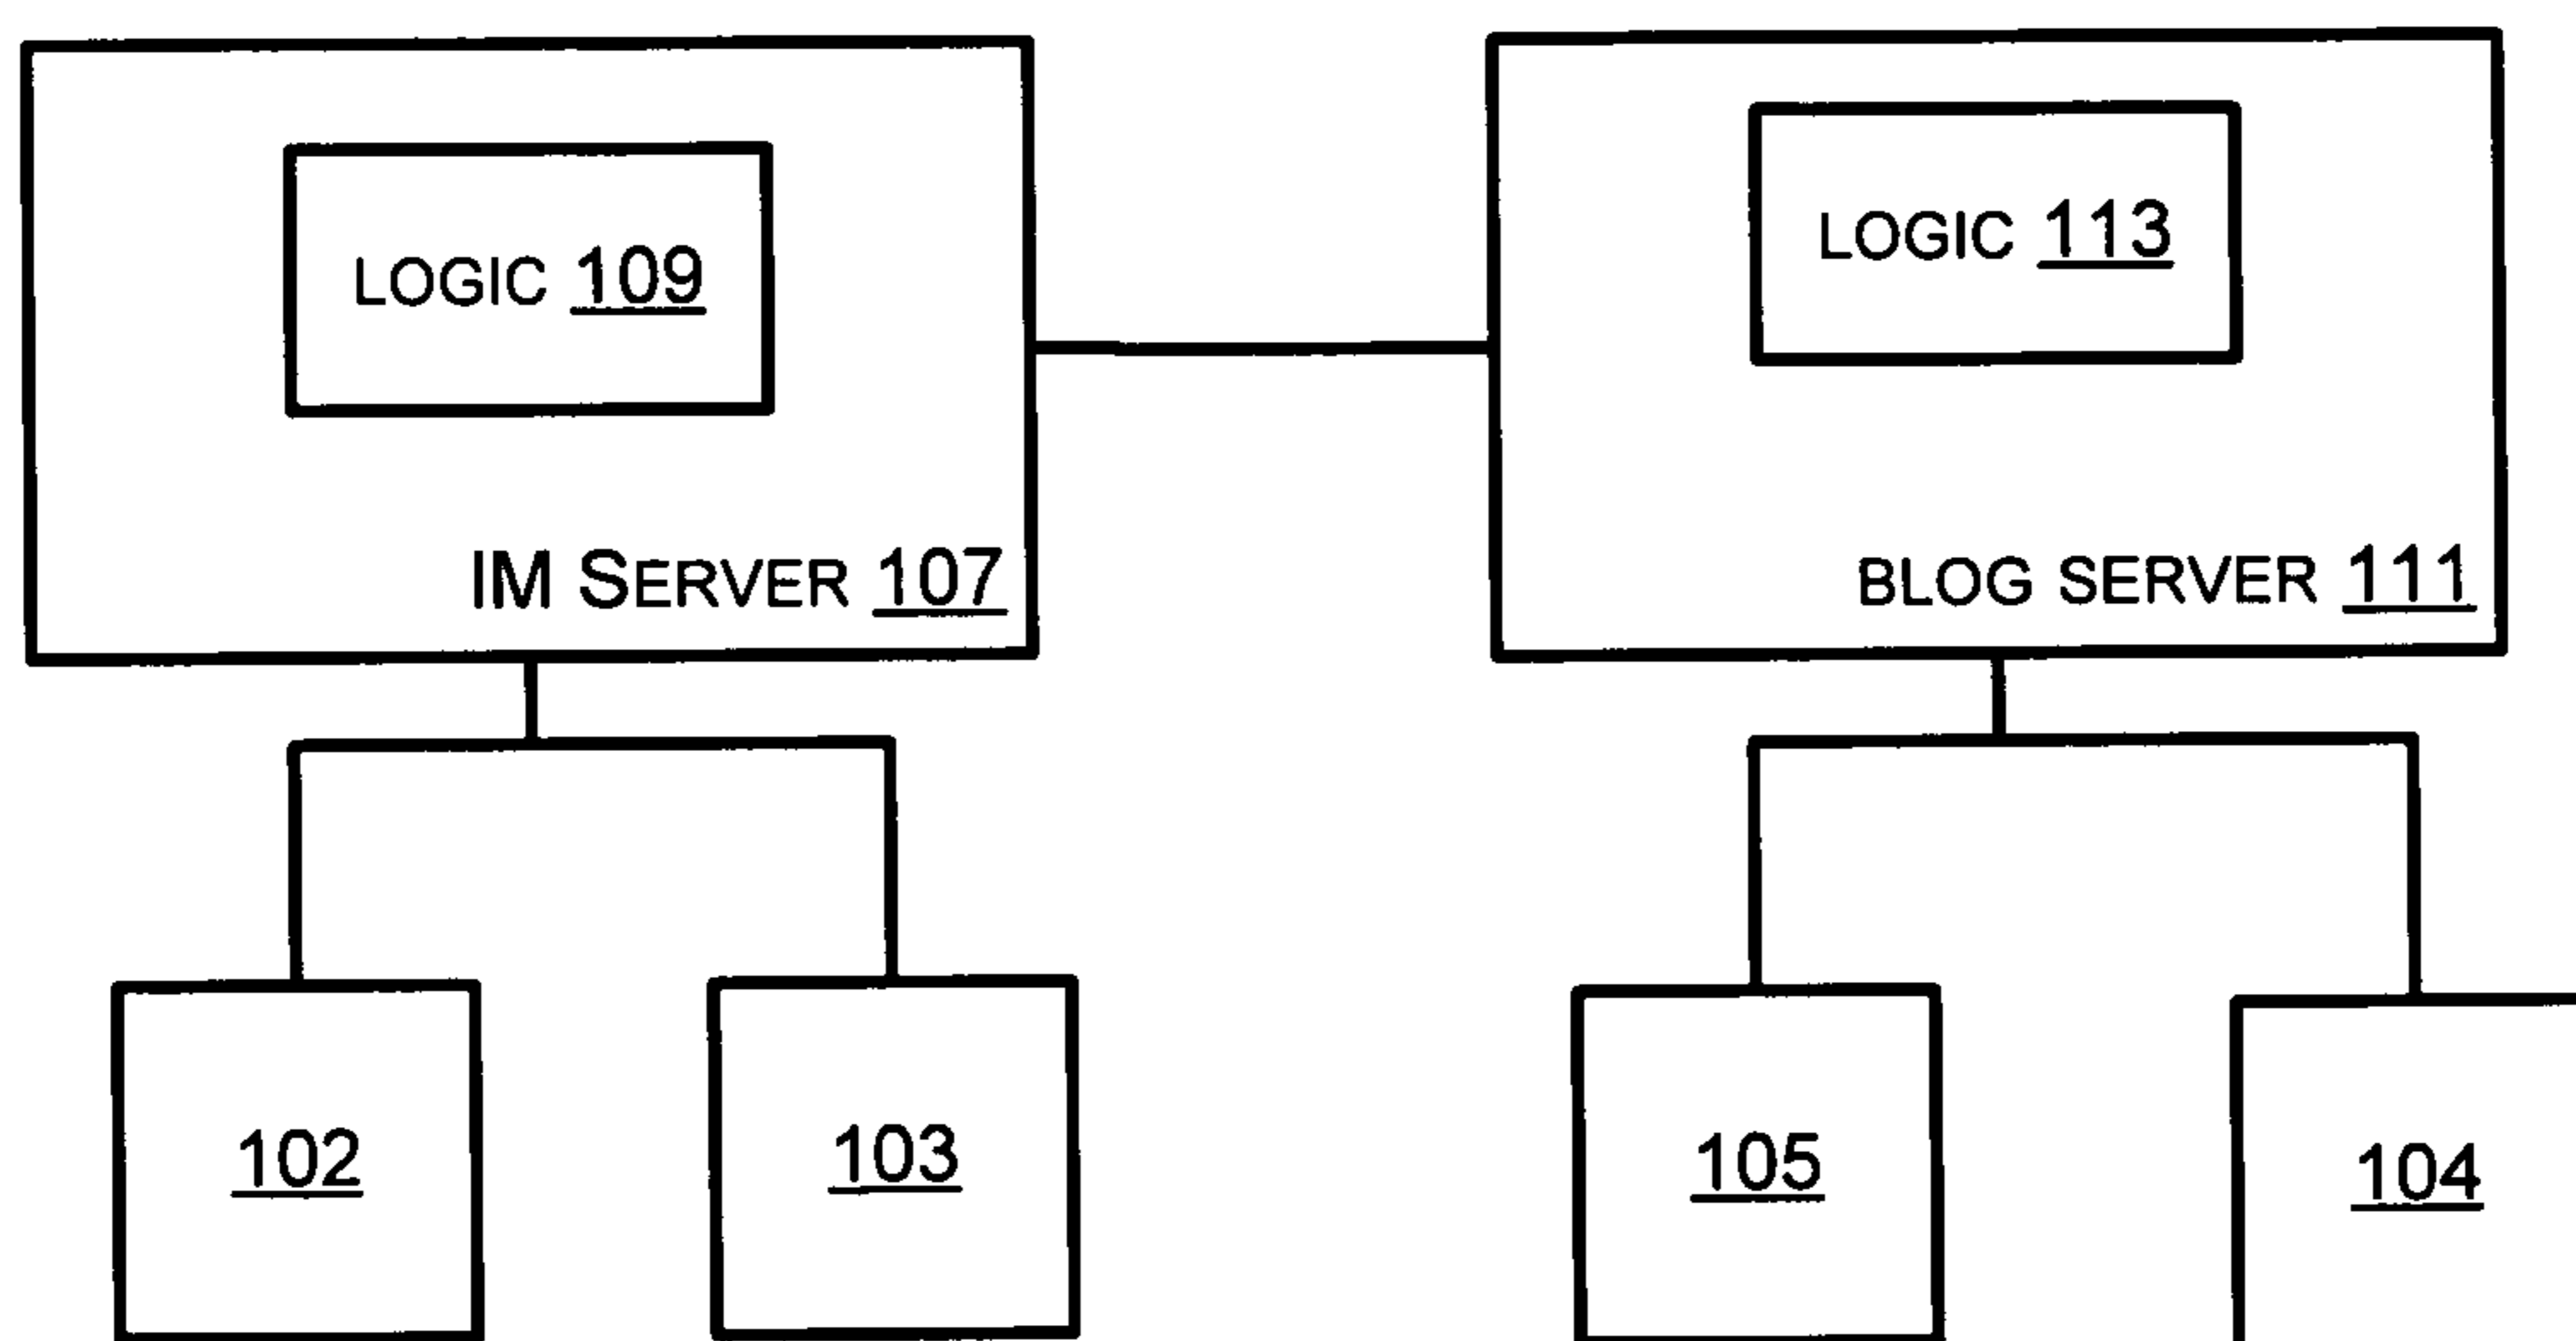 LOGIC 109
LOGIC 113
IM SERVER 107
BLOG SERVER 111
102
103
105
104